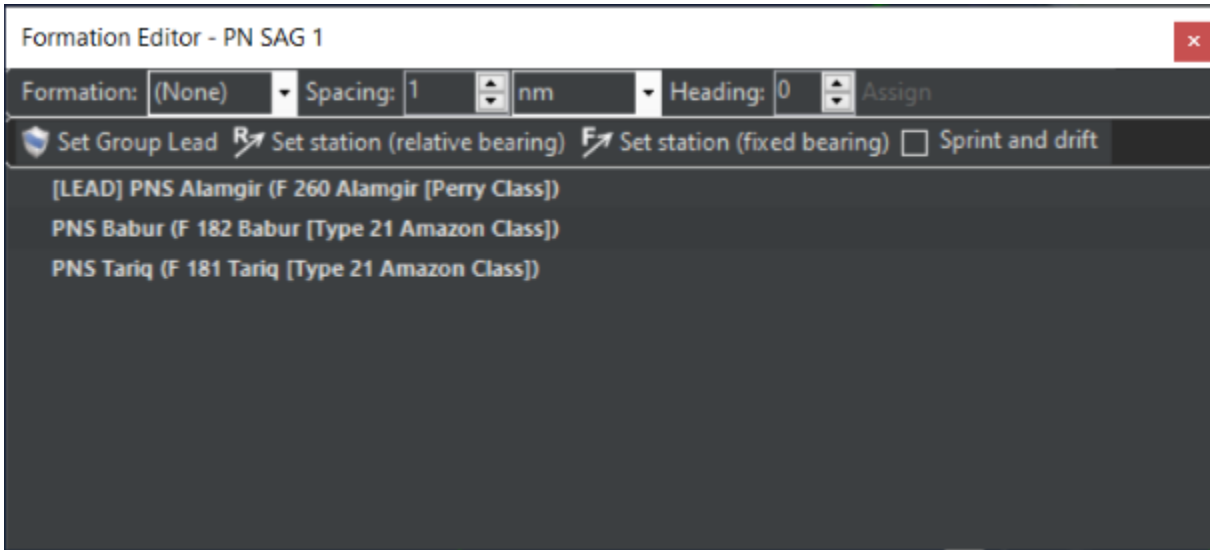 Formation Editor - PN SAG 1
Formation: (None) Spacing: 1 nm Heading: 0 Assign
Set Group Lead R Set station (relative bearing) F Set station (fixed bearing) Sprint and drift
[LEAD] PNS Alamgir (F 260 Alamgir [Perry Class])
PNS Babur (F 182 Babur [Type 21 Amazon Class])
PNS Tariq (F 181 Tariq [Type 21 Amazon Class])